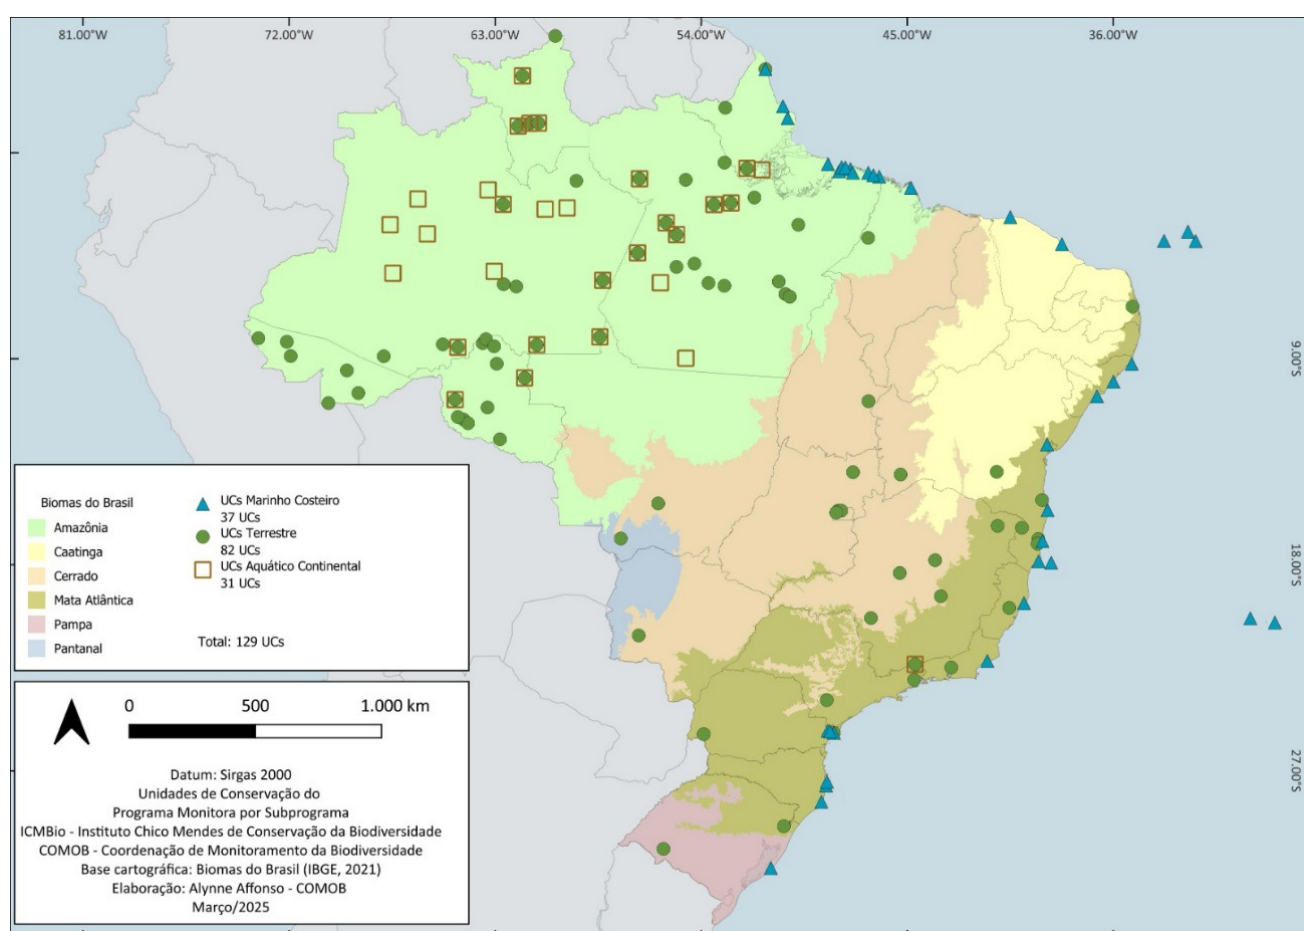 81.00°W 72.00°W 63.00°W 54.00°W 45.00°W 36.00°W
9.00°S
18.00°S
27.00°S
Biomas do Brasil
Amazônia
Caatinga
Cerrado
Mata Atlântica
Pampa
Pantanal
UCs Marinho Costeiro
37 UCs
UCs Terrestre
82 UCs
UCs Aquático Continental
31 UCs
Total: 129 UCs
0 500 1.000 km
Datum: Sirgas 2000
Unidades de Conservação do
Programa Monitora por Subprograma
ICMBio - Instituto Chico Mendes de Conservação da Biodiversidade
COMOB - Coordenação de Monitoramento da Biodiversidade
Base cartográfica: Biomas do Brasil (IBGE, 2021)
Elaboração: Alynne Affonso - COMOB
Março/2025